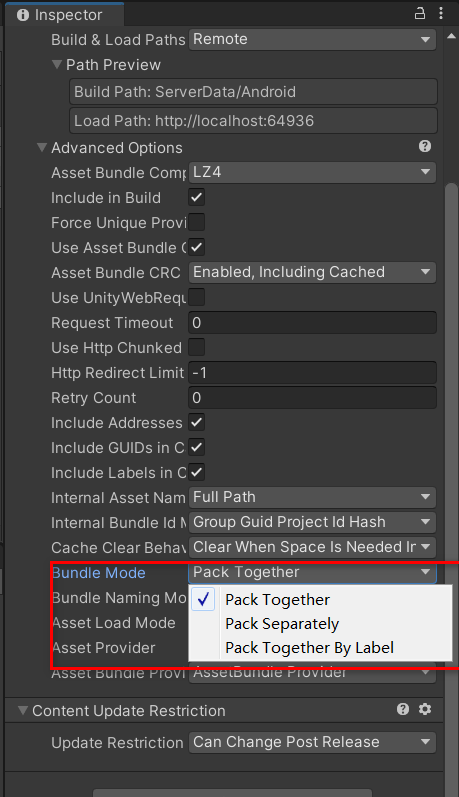 Inspector
Build & Load Paths Remote
Path Preview
Build Path: ServerData/Android
Load Path: http://localhost:64936
Advanced Options
Asset Bundle Comp LZ4
Include in Build
Force Unique Provi
Use Asset Bundle C
Asset Bundle CRC Enabled, Including Cached
Use UnityWebRequ
Request Timeout 0
Use Http Chunked
Http Redirect Limit -1
Retry Count 0
Include Addresses
Include GUIDs in C
Include Labels in C
Internal Asset Nam Full Path
Internal Bundle Id M Group Guid Project Id Hash
Cache Clear Behav Clear When Space Is Needed In
Bundle Mode Pack Together
Bundle Naming Mo Pack Together
Asset Load Mode Pack Separately
Asset Provider Pack Together By Label
Asset Bundle Provi AssetBundle Provider
Content Update Restriction
Update Restriction Can Change Post Release